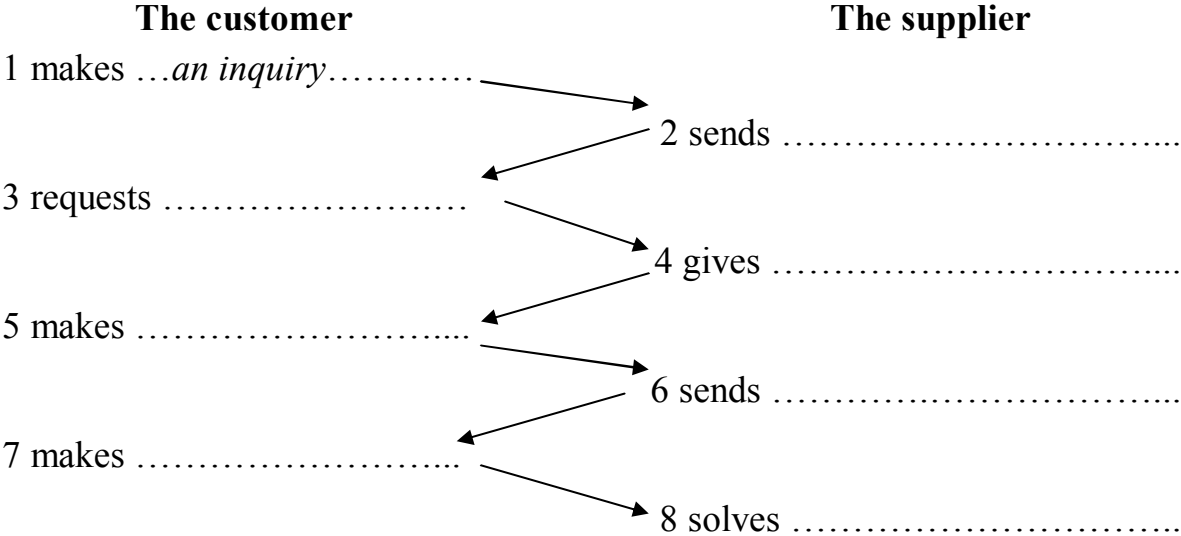 The customer The supplier
1 makes …an inquiry…………
2 sends …………………………...
3 requests ………………….…
4 gives ………………………....
5 makes ……………………....
6 sends ………….………………...
7 makes ……………………...
8 solves …………………………..